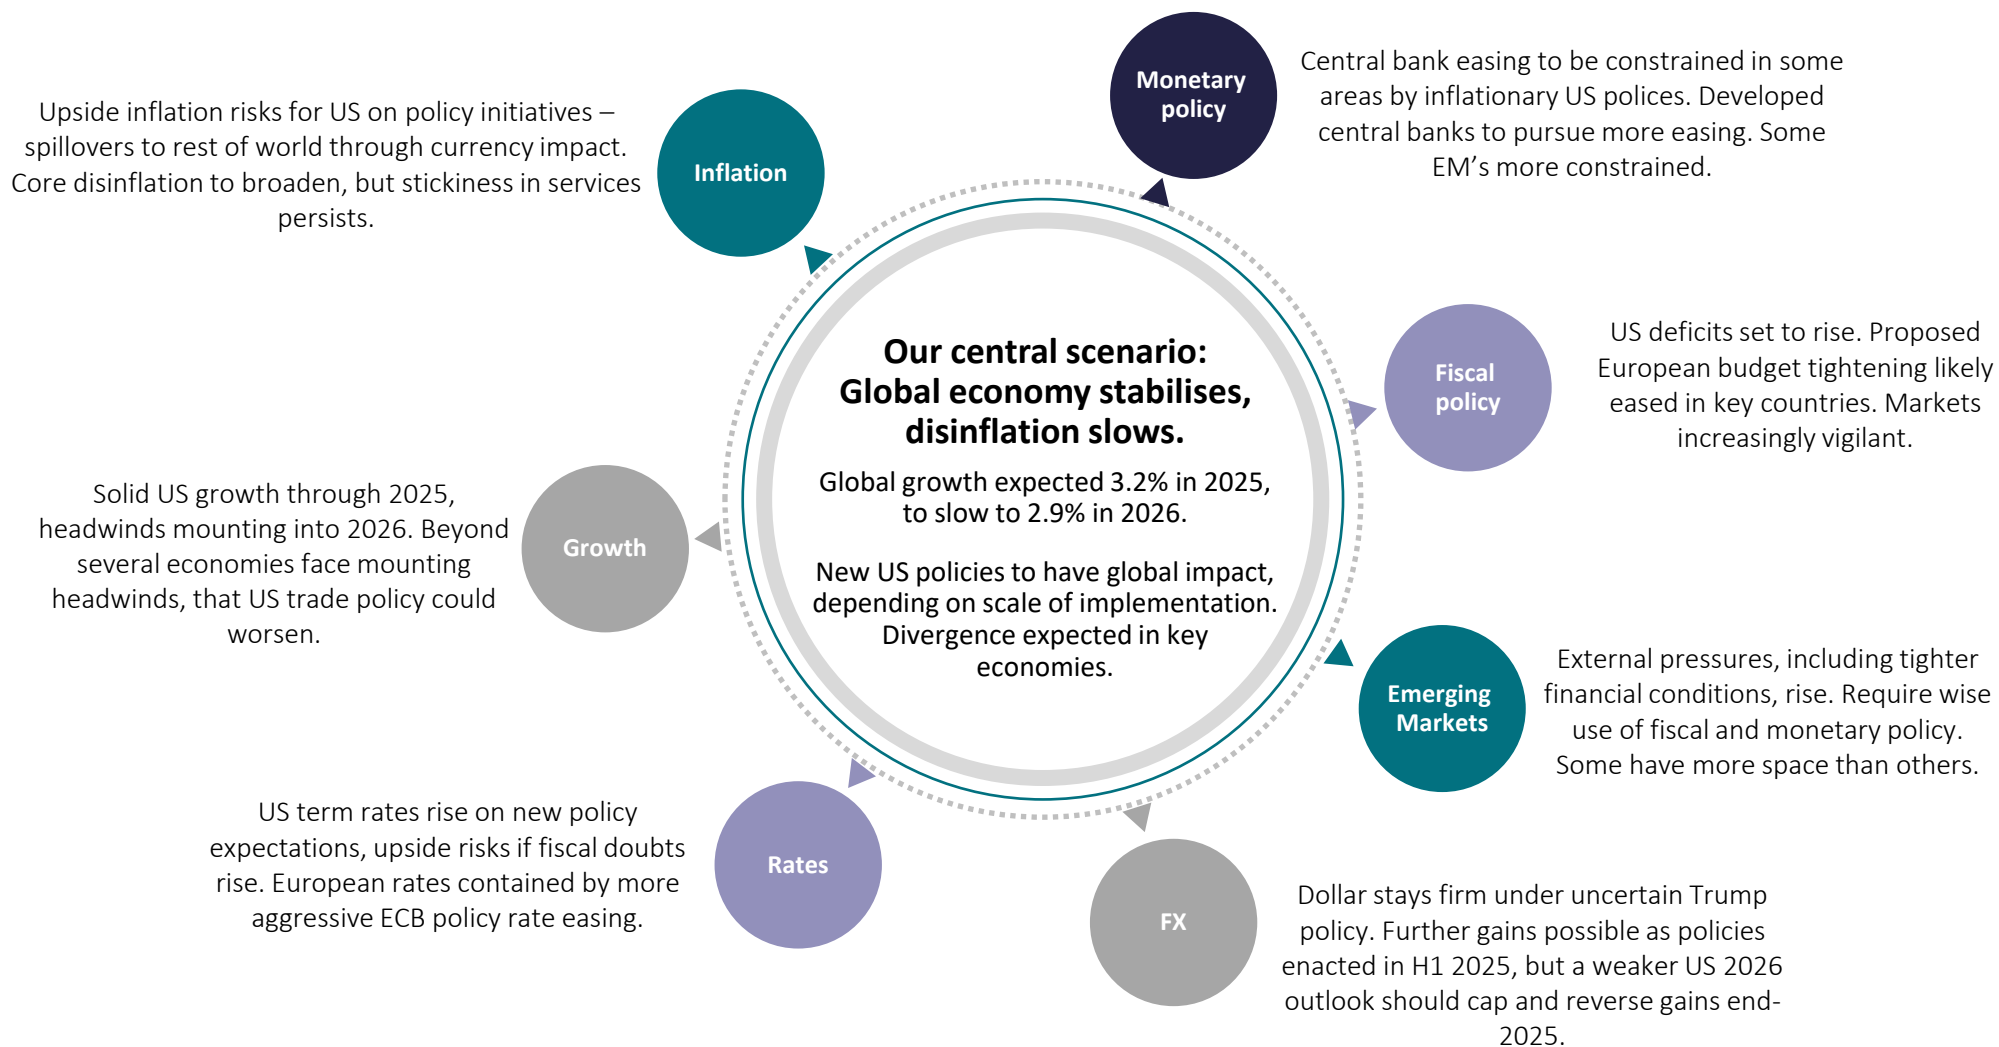 Monetary
policy
Central bank easing to be constrained in some
areas by inflationary US polices. Developed
central banks to pursue more easing. Some
EM’s more constrained.
Upside inflation risks for US on policy initiatives –
spillovers to rest of world through currency impact.
Core disinflation to broaden, but stickiness in services
persists.
Inflation
Our central scenario:
Global economy stabilises,
disinflation slows.
Global growth expected 3.2% in 2025,
to slow to 2.9% in 2026.
New US policies to have global impact,
depending on scale of implementation.
Divergence expected in key
economies.
Fiscal
policy
US deficits set to rise. Proposed
European budget tightening likely
eased in key countries. Markets
increasingly vigilant.
Solid US growth through 2025,
headwinds mounting into 2026. Beyond
several economies face mounting
headwinds, that US trade policy could
worsen.
Growth
Emerging
Markets
External pressures, including tighter
financial conditions, rise. Require wise
use of fiscal and monetary policy.
Some have more space than others.
US term rates rise on new policy
expectations, upside risks if fiscal doubts
rise. European rates contained by more
aggressive ECB policy rate easing.
Rates
FX
Dollar stays firm under uncertain Trump
policy. Further gains possible as policies
enacted in H1 2025, but a weaker US 2026
outlook should cap and reverse gains end-
2025.